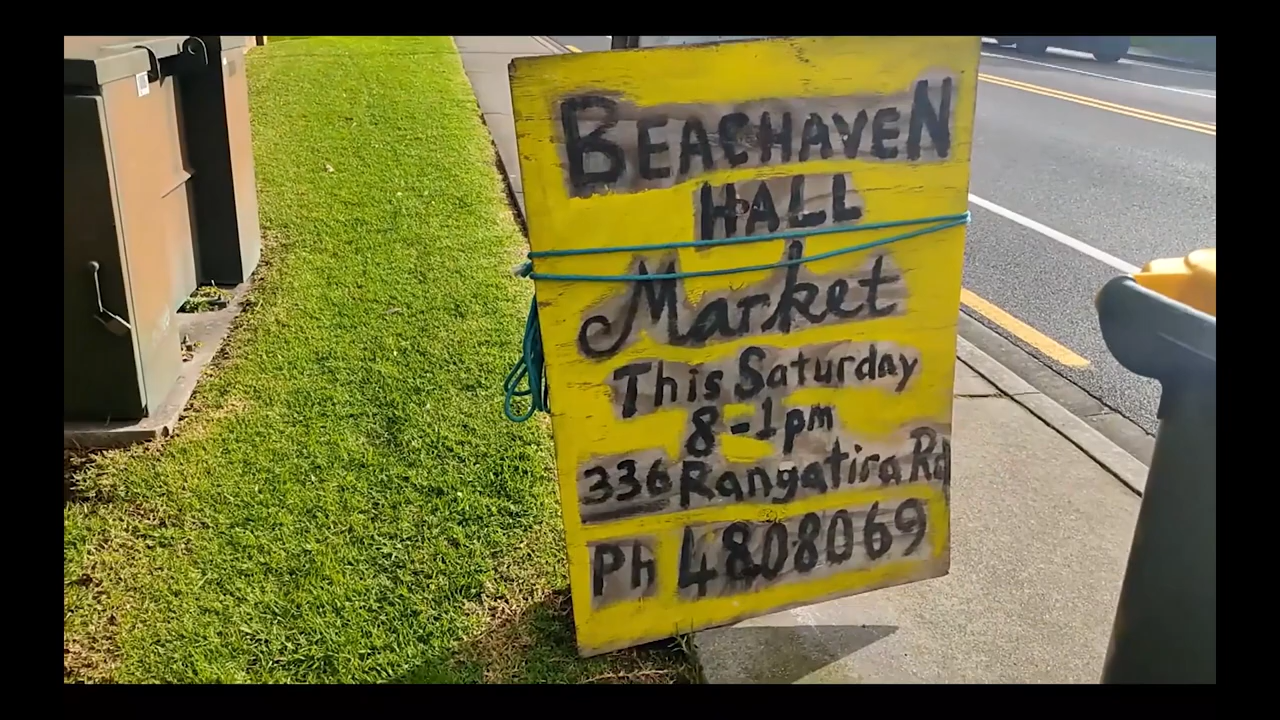 BEACHAVEN
HALL
Market
This Saturday
8-1pm
336 Rangatira Rd
Ph 4808069